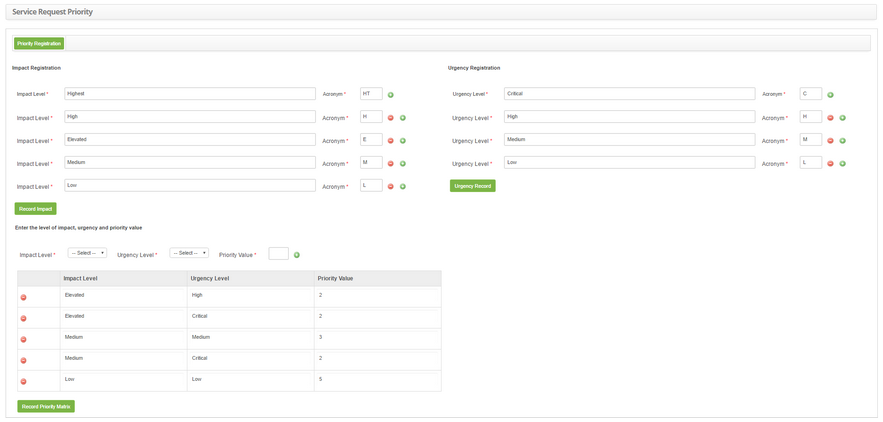 Service Request Priority
Priority Registration
Impact Registration
Impact Level * Highest Acronym * HT
Impact Level * High Acronym * H
Impact Level * Elevated Acronym * E
Impact Level * Medium Acronym * M
Impact Level * Low Acronym * L
Record Impact
Urgency Registration
Urgency Level * Critical Acronym * C
Urgency Level * High Acronym * H
Urgency Level * Medium Acronym * M
Urgency Level * Low Acronym * L
Urgency Record
Enter the level of impact, urgency and priority value
Impact Level * -- Select -- Urgency Level * -- Select -- Priority Value *
Impact Level Urgency Level Priority Value
Elevated High 2
Elevated Critical 2
Medium Medium 3
Medium Critical 2
Low Low 5
Record Priority Matrix